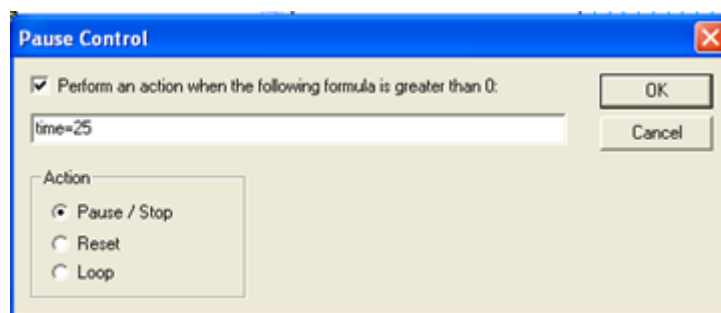 Pause Control
Perform an action when the following formula is greater than 0:
OK
time=25
Cancel
Action
Pause / Stop
Reset
Loop